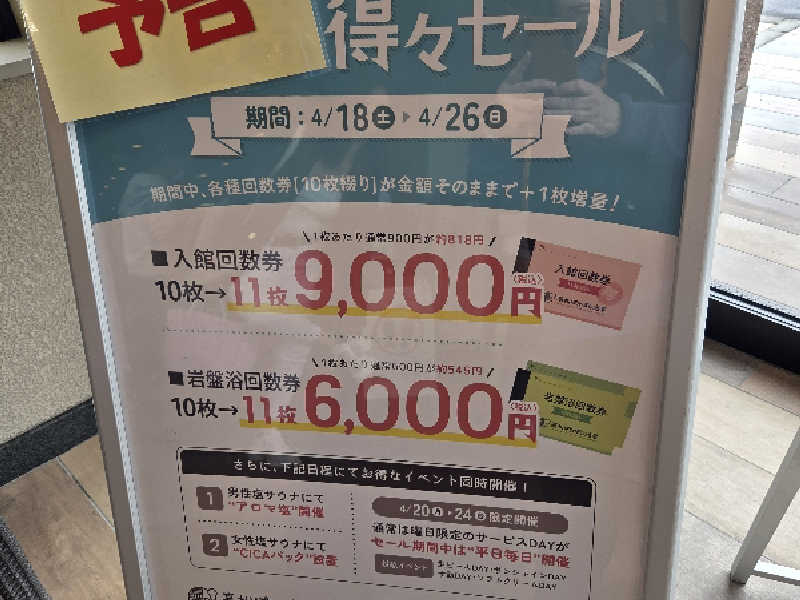 予告
得々セール
期間:4/18土▶4/26日
期間中、各種回数券[10枚綴り]が金額そのままで+1枚増量!
1枚あたり通常900円が約818円
■入館回数券
10枚→11枚 9,000円(税込)
入館回数券
1枚あたり通常600円が約545円
■岩盤浴回数券
10枚→11枚 6,000円(税込)
岩盤浴回数券
さらに、下記日程にてお得なイベント同時開催!
1 男性塩サウナにて
"アロマ塩"開催
2 女性塩サウナにて
"CICAパック"設置
限定開催
通常は曜日限定のサービスDAYが
セール期間中は"平日毎日"開催